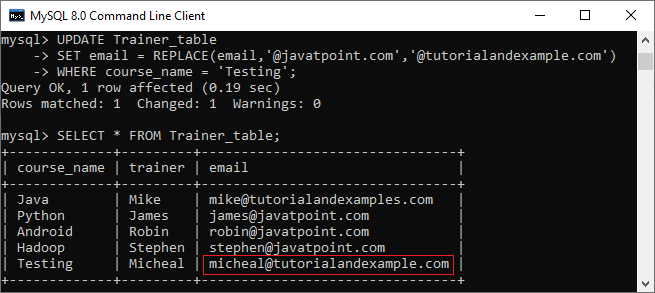 MySQL 8.0 Command Line Client
mysql> UPDATE Trainer_table
    -> SET email = REPLACE(email,'@javatpoint.com','@tutorialandexample.com')
    -> WHERE course_name = 'Testing';
Query OK, 1 row affected (0.19 sec)
Rows matched: 1  Changed: 1  Warnings: 0
mysql> SELECT * FROM Trainer_table;
+-------------+---------+-------------------------------+
| course_name | trainer | email                         |
+-------------+---------+-------------------------------+
| Java        | Mike    | mike@tutorialandexamples.com  |
| Python      | James   | james@javatpoint.com          |
| Android     | Robin   | robin@javatpoint.com          |
| Hadoop      | Stephen | stephen@javatpoint.com        |
| Testing     | Micheal | micheal@tutorialandexample.com |
+-------------+---------+-------------------------------+